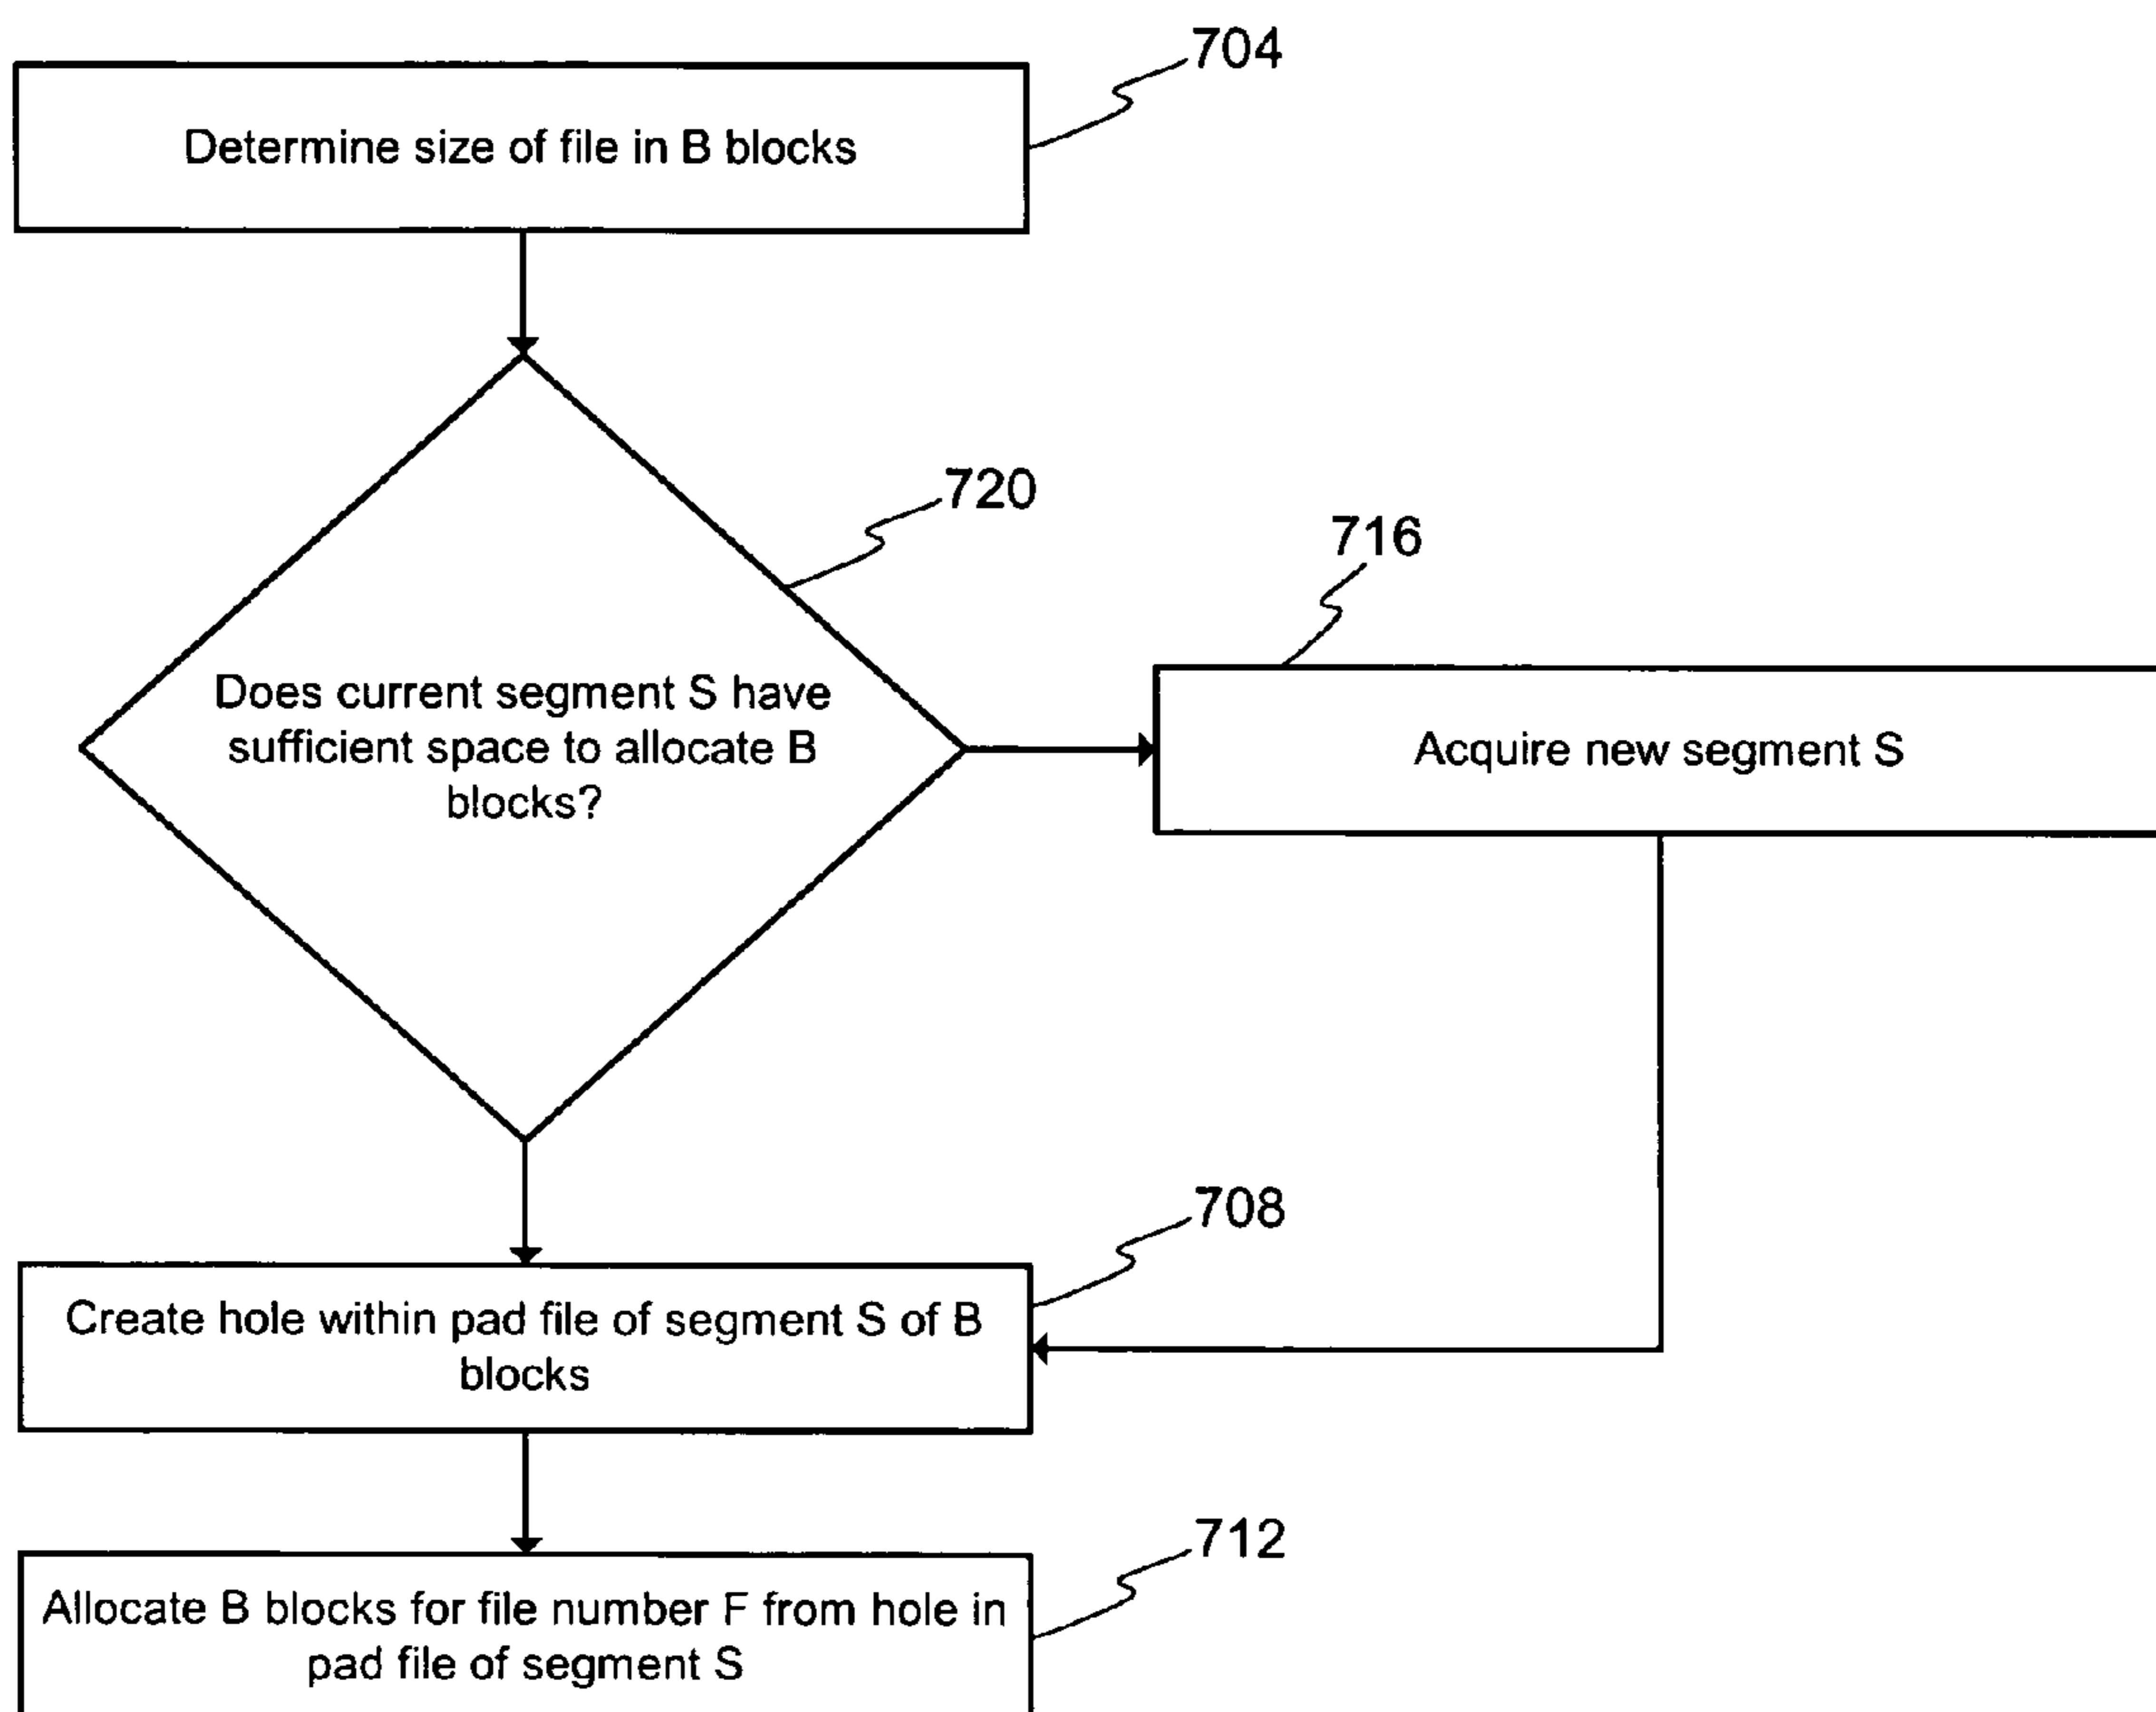 704
Determine size of file in B blocks
720
716
Does current segment S have
sufficient space to allocate B
blocks?
Acquire new segment S
708
Create hole within pad file of segment S of B
blocks
712
Allocate B blocks for file number F from hole in
pad file of segment S